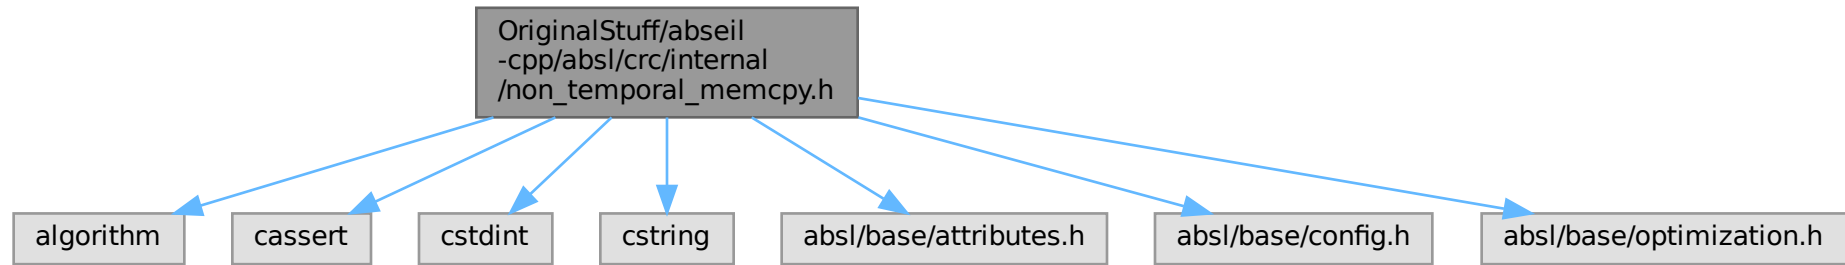 OriginalStuff/abseil
-cpp/absl/crc/internal
/non_temporal_memcpy.h
algorithm
cassert
cstdint
cstring
absl/base/attributes.h
absl/base/config.h
absl/base/optimization.h